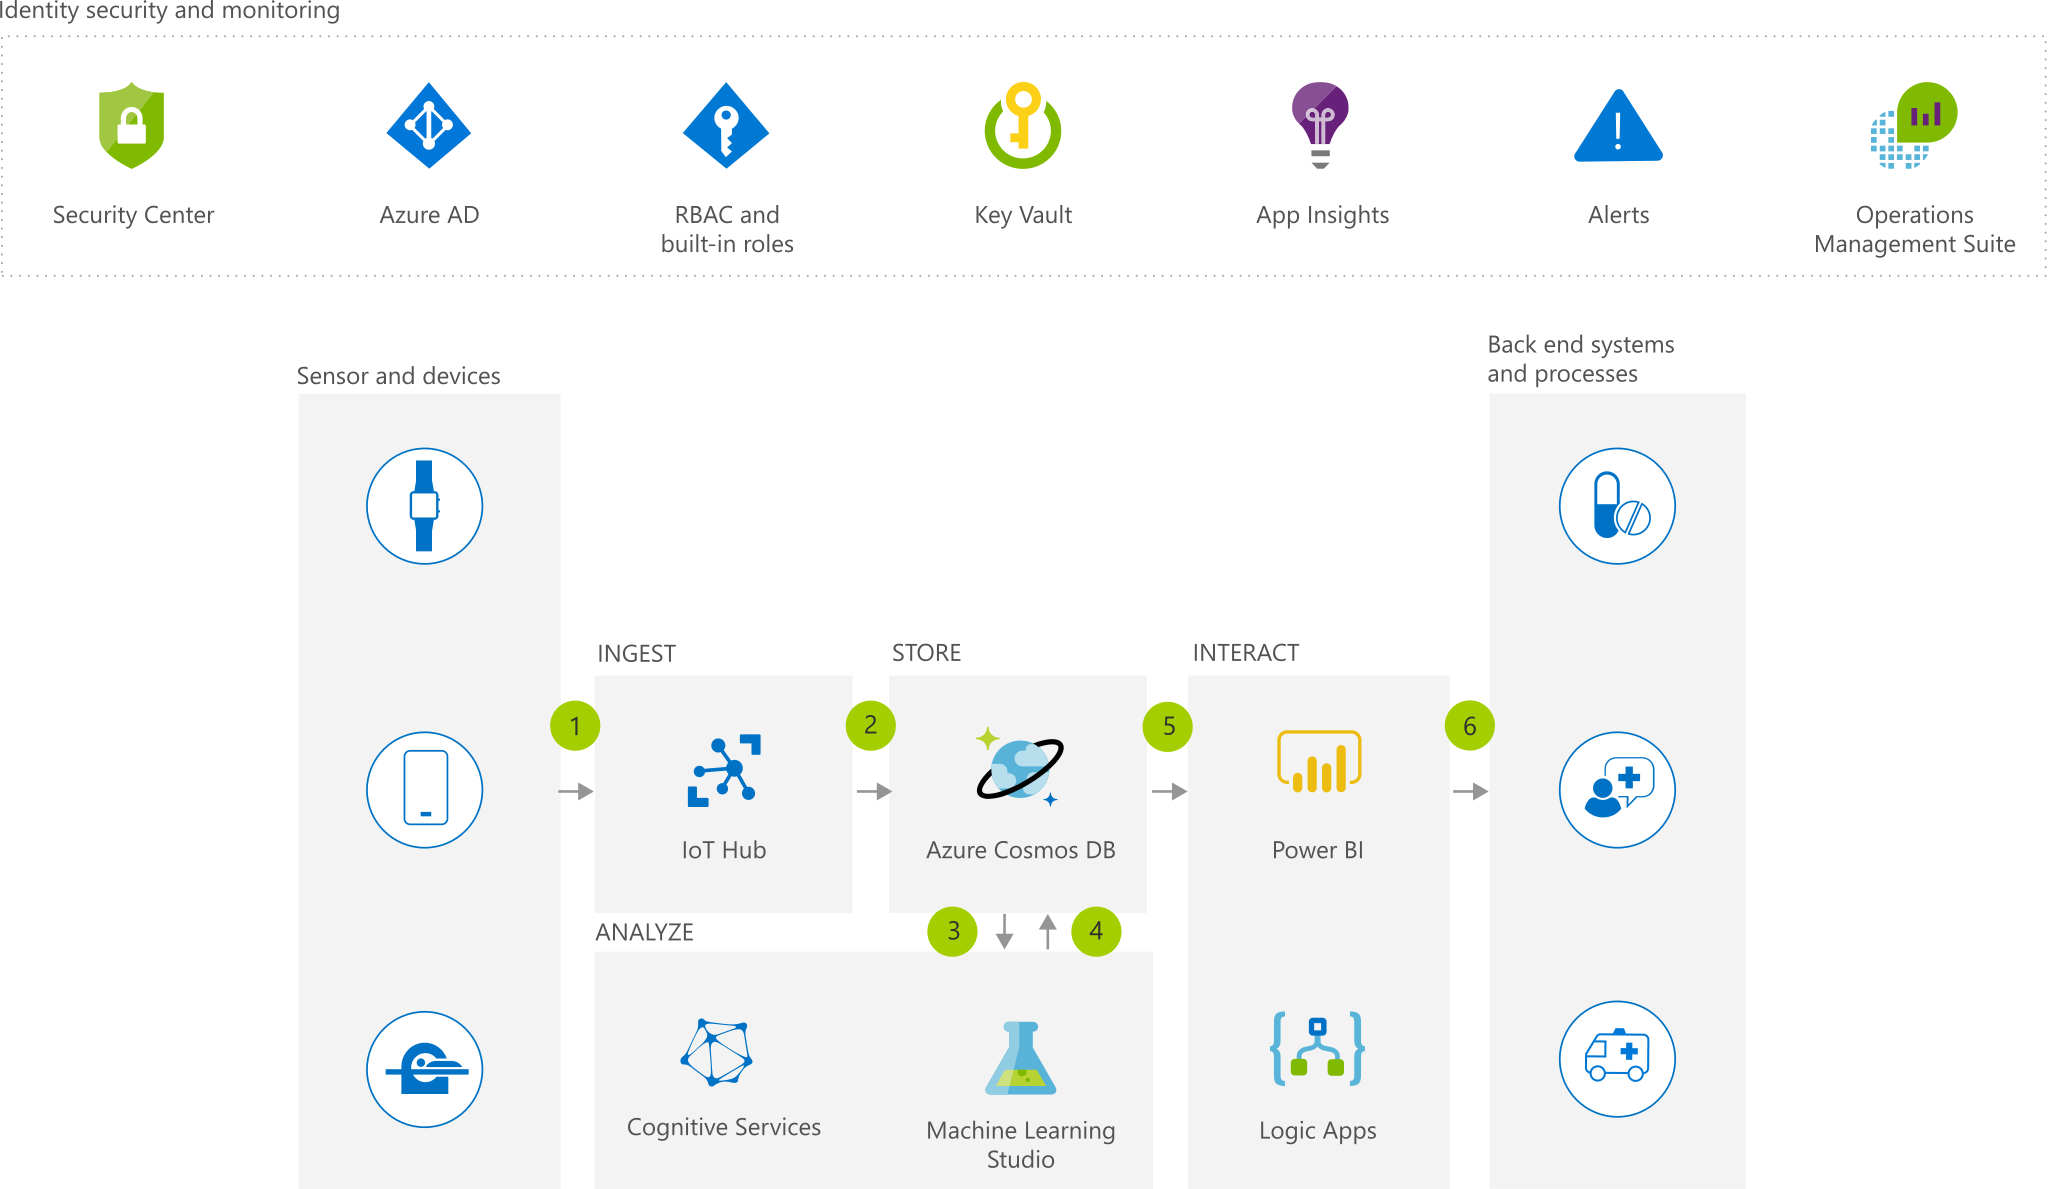 Identity security and monitoring
Security Center
Azure AD
RBAC and
built-in roles
Key Vault
App Insights
Alerts
Operations
Management Suite
Sensor and devices
Back end systems
and processes
INGEST
STORE
INTERACT
1
2
5
6
IoT Hub
Azure Cosmos DB
Power BI
ANALYZE
3
4
Cognitive Services
Machine Learning
Studio
Logic Apps